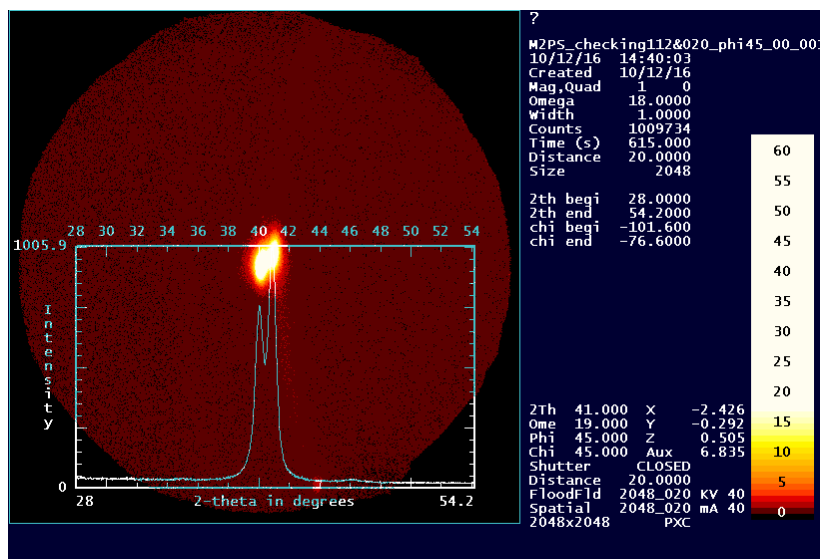 ?
M2PS_checking112&020_phi45_00_001
10/12/16 14:40:03
Created 10/12/16
Mag,Quad 1 0
Omega 18.0000
Width 1.0000
Counts 1009734
Time (s) 615.000
Distance 20.0000
Size 2048
2th begi 28.0000
2th end 54.2000
chi begi -101.600
chi end -76.6000
28 30 32 34 36 38 40 42 44 46 48 50 52 54
1005.9
Intensity
0
28 2-theta in degrees 54.2
2Th 41.000 X -2.426
Ome 19.000 Y -0.292
Phi 45.000 Z 0.505
Chi 45.000 Aux 6.835
Shutter CLOSED
Distance 20.0000
FloodFld 2048_020 KV 40
Spatial 2048_020 mA 40
2048x2048 PXC
60
55
50
45
40
35
30
25
20
15
10
5
0